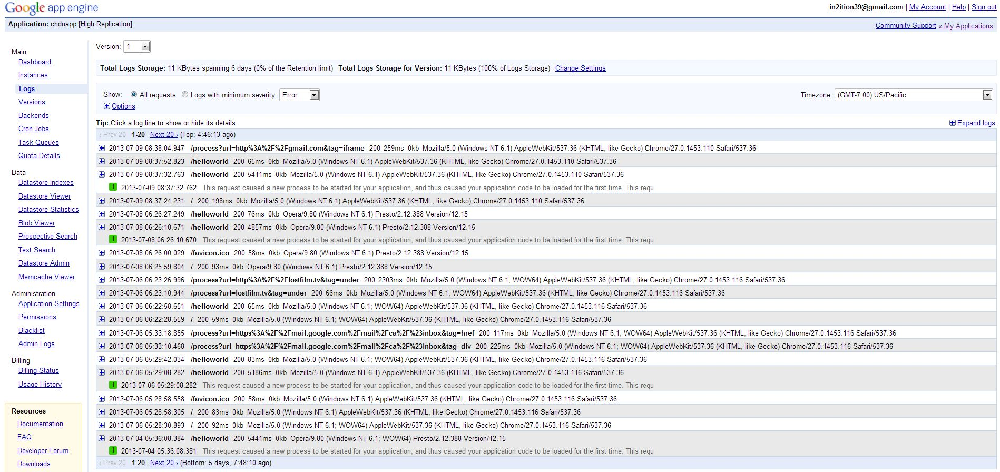 Google app engine
in2ition39@gmail.com | My Account | Help | Sign out
Application: chduapp [High Replication]
Community Support « My Applications
Main
Dashboard
Instances
Logs
Versions
Backends
Cron Jobs
Task Queues
Quota Details
Data
Datastore Indexes
Datastore Viewer
Datastore Statistics
Blob Viewer
Prospective Search
Text Search
Datastore Admin
Memcache Viewer
Administration
Application Settings
Permissions
Blacklist
Admin Logs
Billing
Billing Status
Usage History
Resources
Documentation
FAQ
Developer Forum
Downloads
Version: 1
Total Logs Storage: 11 KBytes spanning 6 days (0% of the Retention limit) Total Logs Storage for Version: 11 KBytes (100% of Logs Storage) Change Settings
Show: All requests Logs with minimum severity: Error
Timezone: (GMT-7:00) US/Pacific
Options
Tip: Click a log line to show or hide its details.
Expand logs
‹ Prev 20 1-20 Next 20 › (Top: 4:46:13 ago)
2013-07-09 08:38:04.947 /process?url=http%3A%2F%2Fgmail.com&tag=iframe 200 259ms 0kb Mozilla/5.0 (Windows NT 6.1) AppleWebKit/537.36 (KHTML, like Gecko) Chrome/27.0.1453.110 Safari/537.36
2013-07-09 08:37:52.823 /helloworld 200 65ms 0kb Mozilla/5.0 (Windows NT 6.1) AppleWebKit/537.36 (KHTML, like Gecko) Chrome/27.0.1453.110 Safari/537.36
2013-07-09 08:37:32.763 /helloworld 200 5411ms 0kb Mozilla/5.0 (Windows NT 6.1) AppleWebKit/537.36 (KHTML, like Gecko) Chrome/27.0.1453.110 Safari/537.36
I 2013-07-09 08:37:32.762 This request caused a new process to be started for your application, and thus caused your application code to be loaded for the first time. This requ
2013-07-09 08:37:24.231 / 200 198ms 0kb Mozilla/5.0 (Windows NT 6.1) AppleWebKit/537.36 (KHTML, like Gecko) Chrome/27.0.1453.110 Safari/537.36
2013-07-08 06:26:27.249 /helloworld 200 76ms 0kb Opera/9.80 (Windows NT 6.1) Presto/2.12.388 Version/12.15
2013-07-08 06:26:10.671 /helloworld 200 4857ms 0kb Opera/9.80 (Windows NT 6.1) Presto/2.12.388 Version/12.15
I 2013-07-08 06:26:10.670 This request caused a new process to be started for your application, and thus caused your application code to be loaded for the first time. This requ
2013-07-08 06:26:00.029 /favicon.ico 200 58ms 0kb Opera/9.80 (Windows NT 6.1) Presto/2.12.388 Version/12.15
2013-07-08 06:25:59.804 / 200 93ms 0kb Opera/9.80 (Windows NT 6.1) Presto/2.12.388 Version/12.15
2013-07-06 06:23:26.996 /process?url=http%3A%2F%2Flostfilm.tv&tag=under 200 2303ms 0kb Mozilla/5.0 (Windows NT 6.1; WOW64) AppleWebKit/537.36 (KHTML, like Gecko) Chrome/27.0.1453.116 Safari/537.36
2013-07-06 06:23:10.944 /process?url=lostfilm.tv&tag=under 200 66ms 0kb Mozilla/5.0 (Windows NT 6.1; WOW64) AppleWebKit/537.36 (KHTML, like Gecko) Chrome/27.0.1453.116 Safari/537.36
2013-07-06 06:22:58.651 /helloworld 200 65ms 0kb Mozilla/5.0 (Windows NT 6.1; WOW64) AppleWebKit/537.36 (KHTML, like Gecko) Chrome/27.0.1453.116 Safari/537.36
2013-07-06 06:22:28.559 / 200 59ms 0kb Mozilla/5.0 (Windows NT 6.1; WOW64) AppleWebKit/537.36 (KHTML, like Gecko) Chrome/27.0.1453.116 Safari/537.36
2013-07-06 05:33:18.855 /process?url=https%3A%2F%2Fmail.google.com%2Fmail%2Fca%2F%23inbox&tag=href 200 117ms 0kb Mozilla/5.0 (Windows NT 6.1; WOW64) AppleWebKit/537.36 (KHTML, like Gecko) Chrome/27.0.1453.116 Safari/537.36
2013-07-06 05:33:10.468 /process?url=https%3A%2F%2Fmail.google.com%2Fmail%2Fca%2F%23inbox&tag=div 200 225ms 0kb Mozilla/5.0 (Windows NT 6.1; WOW64) AppleWebKit/537.36 (KHTML, like Gecko) Chrome/27.0.1453.116 Safari/537.36
2013-07-06 05:29:42.034 /helloworld 200 83ms 0kb Mozilla/5.0 (Windows NT 6.1; WOW64) AppleWebKit/537.36 (KHTML, like Gecko) Chrome/27.0.1453.116 Safari/537.36
2013-07-06 05:29:08.282 /helloworld 200 5186ms 0kb Mozilla/5.0 (Windows NT 6.1) AppleWebKit/537.36 (KHTML, like Gecko) Chrome/27.0.1453.116 Safari/537.36
I 2013-07-06 05:29:08.282 This request caused a new process to be started for your application, and thus caused your application code to be loaded for the first time. This requ
2013-07-06 05:28:58.558 /favicon.ico 200 58ms 0kb Mozilla/5.0 (Windows NT 6.1) AppleWebKit/537.36 (KHTML, like Gecko) Chrome/27.0.1453.116 Safari/537.36
2013-07-06 05:28:58.305 / 200 83ms 0kb Mozilla/5.0 (Windows NT 6.1) AppleWebKit/537.36 (KHTML, like Gecko) Chrome/27.0.1453.116 Safari/537.36
2013-07-06 05:28:30.893 / 200 92ms 0kb Mozilla/5.0 (Windows NT 6.1; WOW64) AppleWebKit/537.36 (KHTML, like Gecko) Chrome/27.0.1453.116 Safari/537.36
2013-07-04 05:36:08.384 /helloworld 200 5441ms 0kb Opera/9.80 (Windows NT 6.1; WOW64) Presto/2.12.388 Version/12.15
I 2013-07-04 05:36:08.381 This request caused a new process to be started for your application, and thus caused your application code to be loaded for the first time. This requ
‹ Prev 20 1-20 Next 20 › (Bottom: 5 days, 7:48:10 ago)